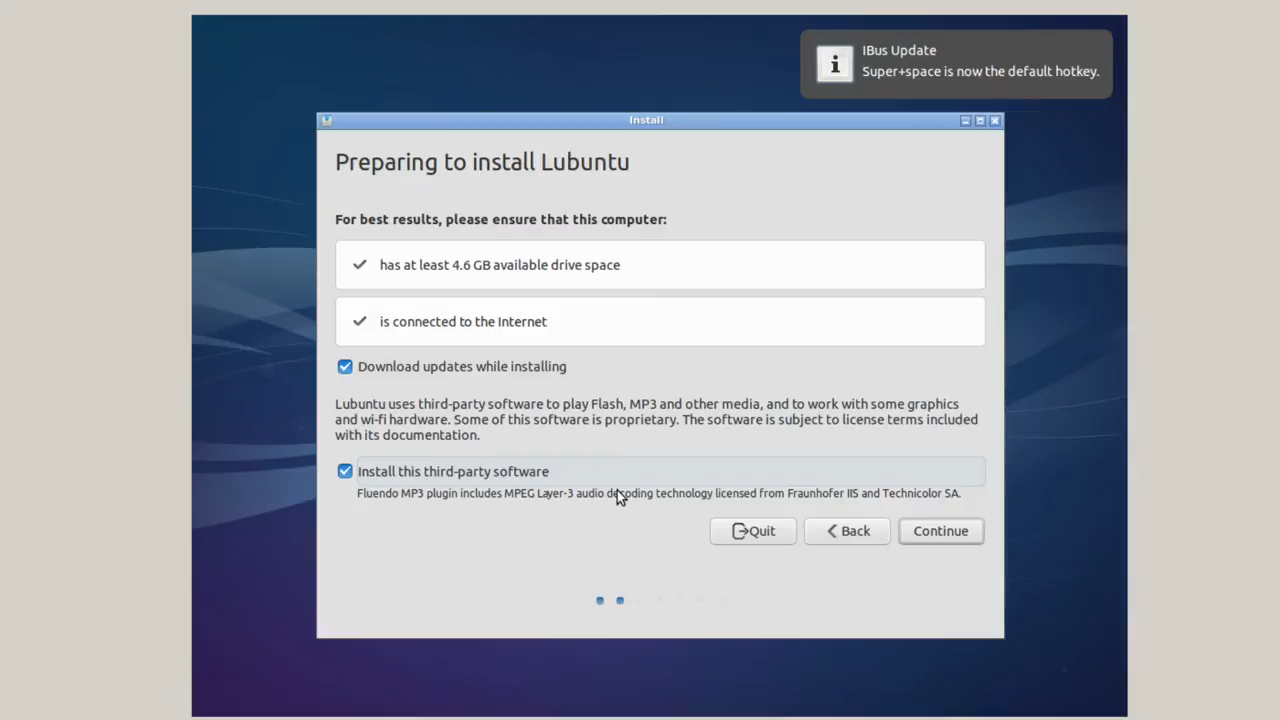 IBus Update
Super+space is now the default hotkey.
Install
Preparing to install Lubuntu
For best results, please ensure that this computer:
has at least 4.6 GB available drive space
is connected to the Internet
Download updates while installing
Lubuntu uses third-party software to play Flash, MP3 and other media, and to work with some graphics
and wi-fi hardware. Some of this software is proprietary. The software is subject to license terms included
with its documentation.
Install this third-party software
Fluendo MP3 plugin includes MPEG Layer-3 audio decoding technology licensed from Fraunhofer IIS and Technicolor SA.
Quit
Back
Continue